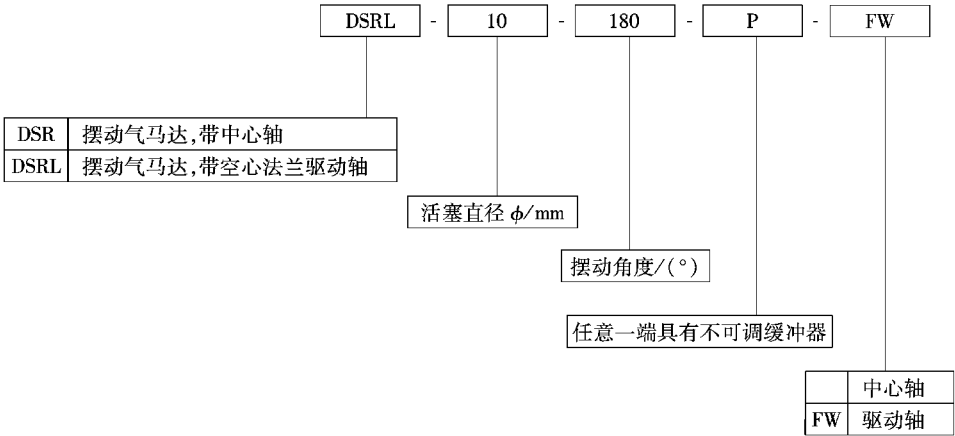 DSRL - 10 - 180 - P - FW
DSR 摆动气马达,带中心轴
DSRL 摆动气马达,带空心法兰驱动轴
活塞直径 ϕ/mm
摆动角度/(°)
任意一端具有不可调缓冲器
中心轴
FW 驱动轴